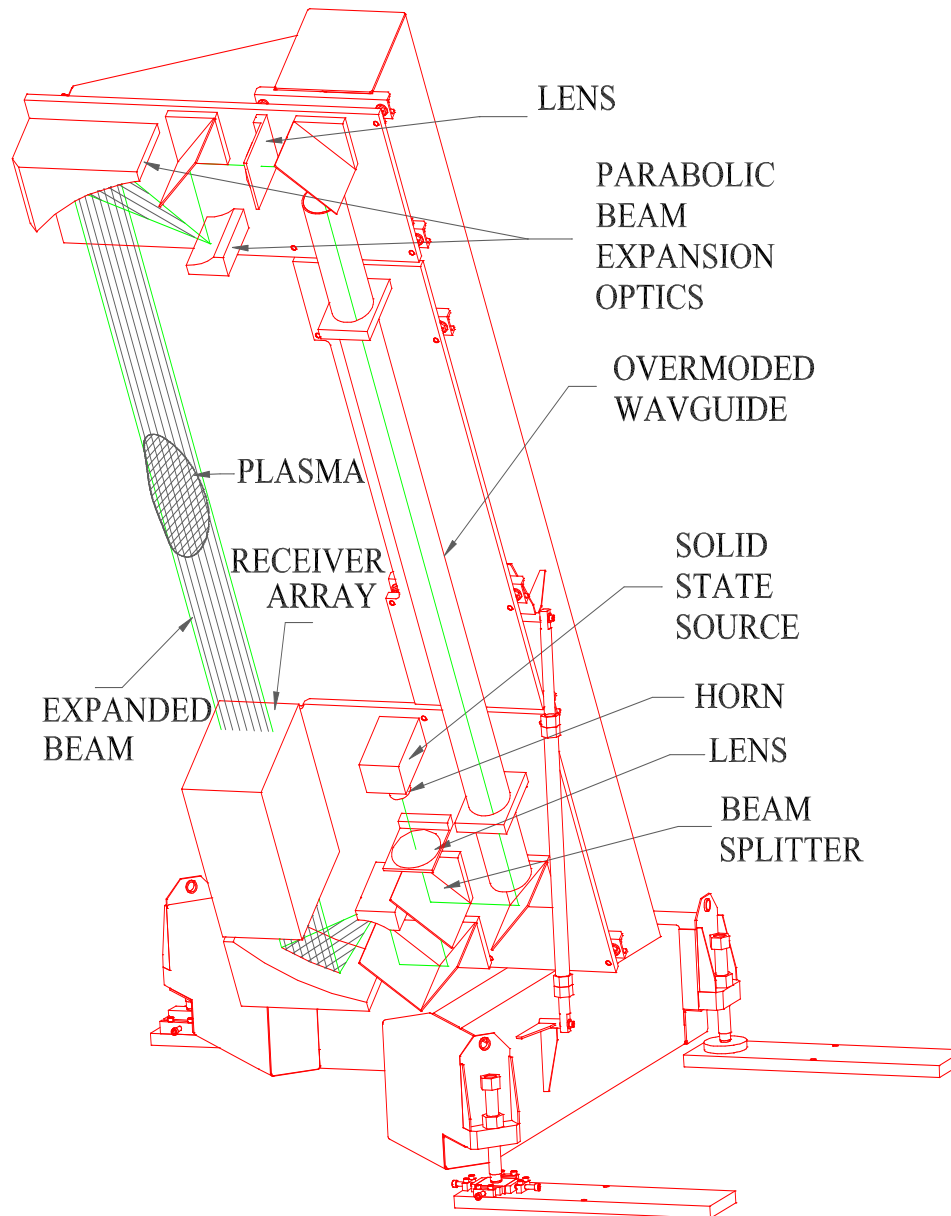 LENS
PARABOLIC
BEAM
EXPANSION
OPTICS
OVERMODED
WAVGUIDE
PLASMA
RECEIVER
ARRAY
SOLID
STATE
SOURCE
EXPANDED
BEAM
HORN
LENS
BEAM
SPLITTER